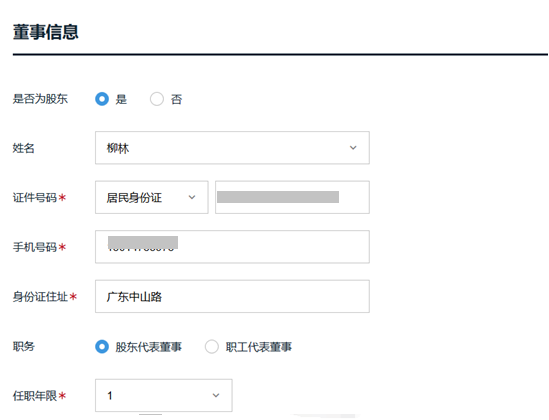 董事信息
是否为股东 是 否
姓名 柳林
证件号码* 居民身份证
手机号码*
身份证住址* 广东中山路
职务 股东代表董事 职工代表董事
任职年限* 1